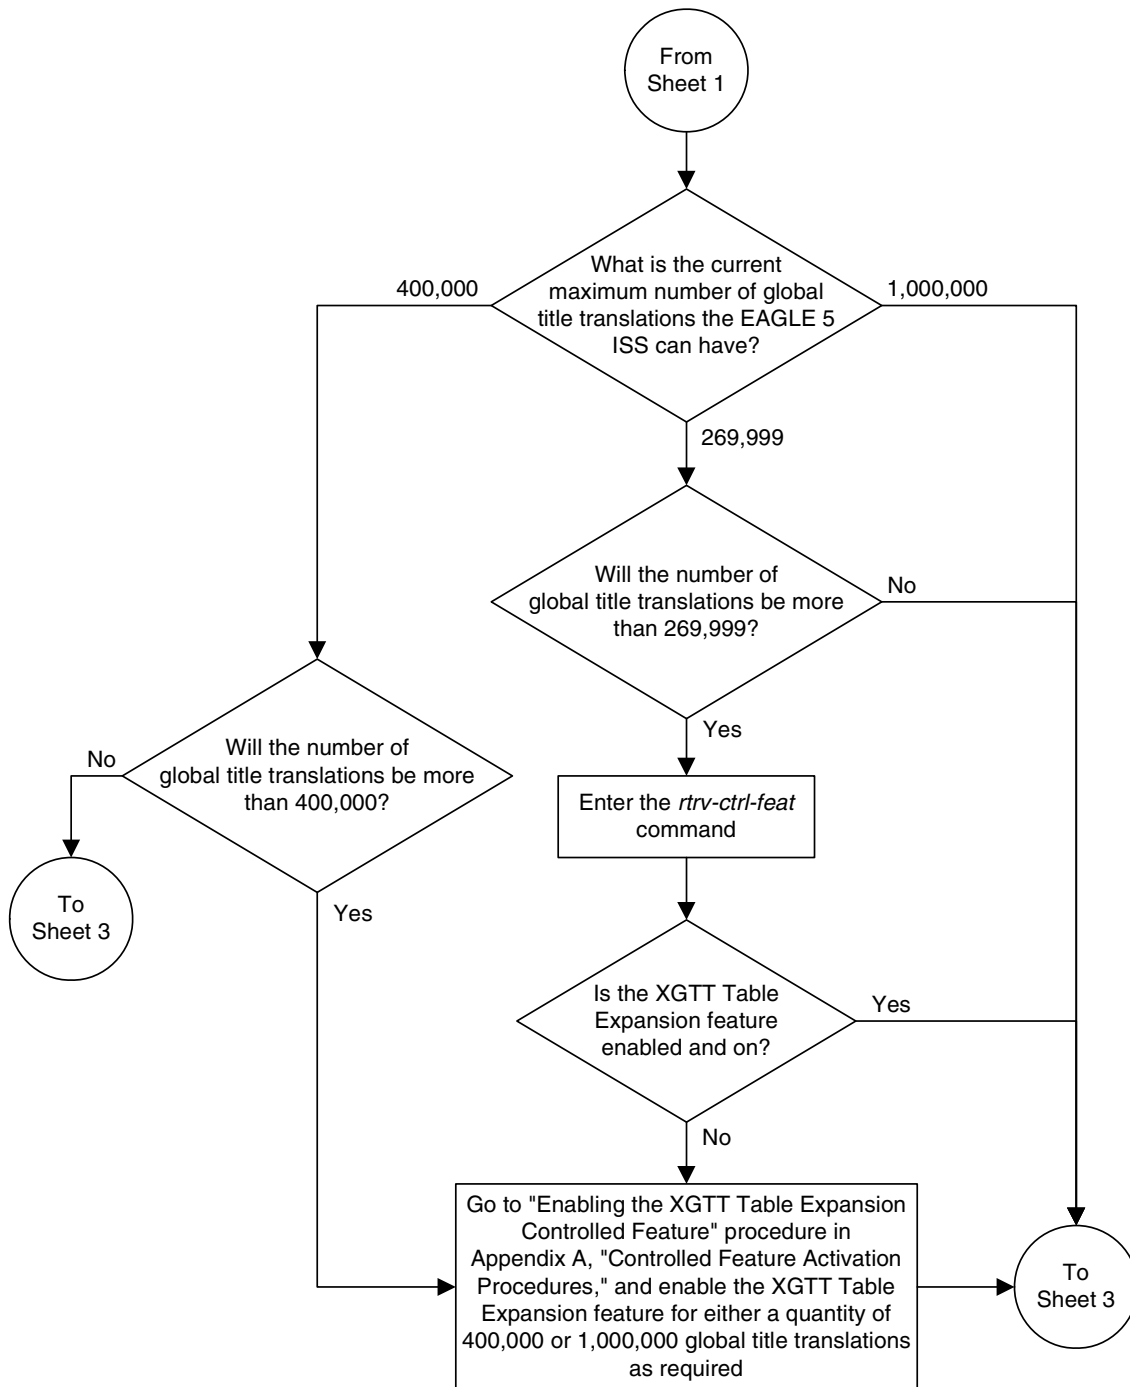 From
Sheet 1
What is the current
maximum number of global
title translations the EAGLE 5
ISS can have?
400,000
1,000,000
269,999
Will the number of
global title translations be more
than 269,999?
No
Yes
Will the number of
global title translations be more
than 400,000?
No
Yes
To
Sheet 3
Enter the rtrv-ctrl-feat
command
Is the XGTT Table
Expansion feature
enabled and on?
Yes
No
Go to "Enabling the XGTT Table Expansion
Controlled Feature" procedure in
Appendix A, "Controlled Feature Activation
Procedures," and enable the XGTT Table
Expansion feature for either a quantity of
400,000 or 1,000,000 global title translations
as required
To
Sheet 3